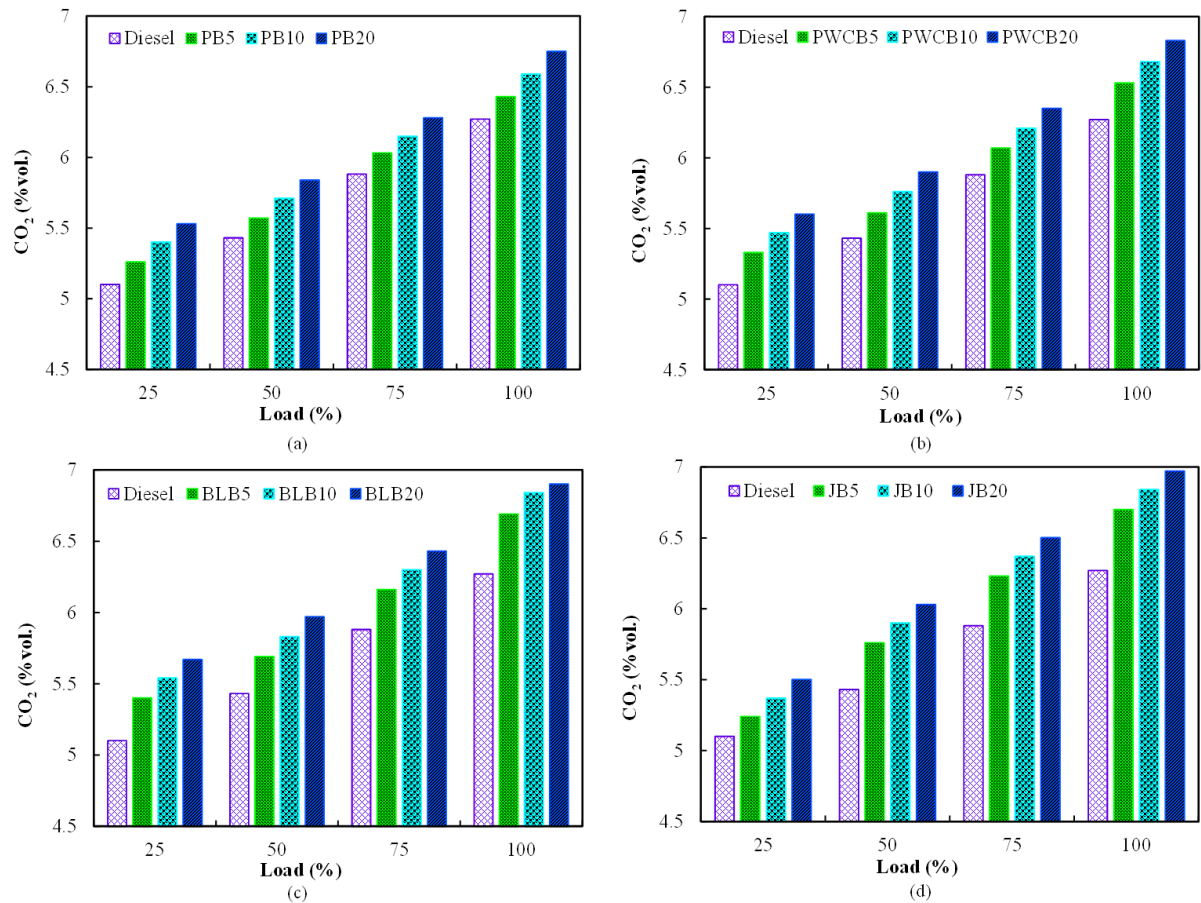 Diesel PB5 PB10 PB20
7
6.5
6
5.5
5
4.5
CO₂ (%vol.)
25 50 75 100
Load (%)
(a)
Diesel PWCB5 PWCB10 PWCB20
7
6.5
6
5.5
5
4.5
CO₂ (%vol.)
25 50 75 100
Load (%)
(b)
Diesel BLB5 BLB10 BLB20
7
6.5
6
5.5
5
4.5
CO₂ (%vol.)
25 50 75 100
Load (%)
(c)
Diesel JB5 JB10 JB20
7
6.5
6
5.5
5
4.5
CO₂ (%vol.)
25 50 75 100
Load (%)
(d)